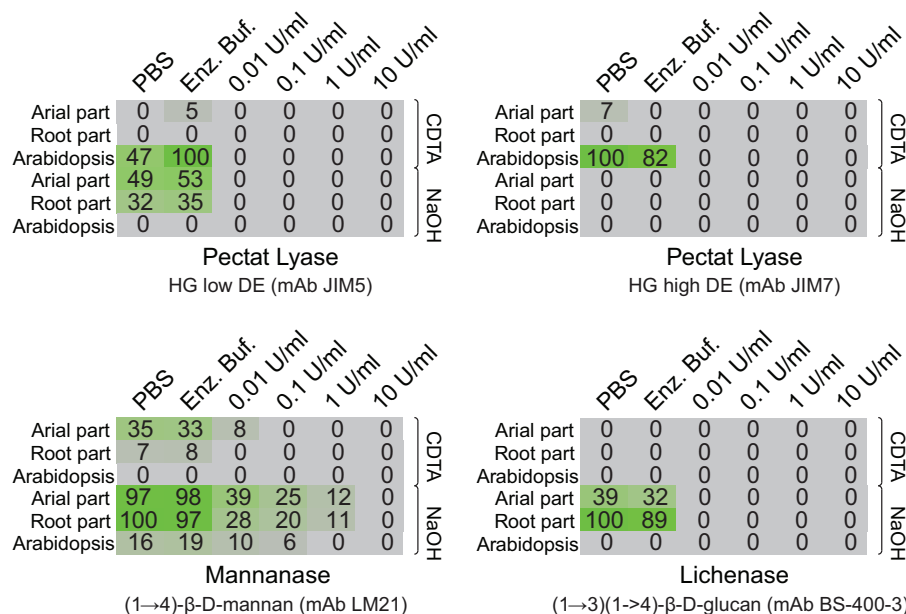 PBS Enz. Buf. 0.01 U/ml 0.1 U/ml 1 U/ml 10 U/ml
Arial part 0 5 0 0 0 0
Root part 0 0 0 0 0 0
Arabidopsis 47 100 0 0 0 0
CDTA
Arial part 49 53 0 0 0 0
Root part 32 35 0 0 0 0
Arabidopsis 0 0 0 0 0 0
NaOH
Pectat Lyase
HG low DE (mAb JIM5)
PBS Enz. Buf. 0.01 U/ml 0.1 U/ml 1 U/ml 10 U/ml
Arial part 7 0 0 0 0 0
Root part 0 0 0 0 0 0
Arabidopsis 100 82 0 0 0 0
CDTA
Arial part 0 0 0 0 0 0
Root part 0 0 0 0 0 0
Arabidopsis 0 0 0 0 0 0
NaOH
Pectat Lyase
HG high DE (mAb JIM7)
PBS Enz. Buf. 0.01 U/ml 0.1 U/ml 1 U/ml 10 U/ml
Arial part 35 33 8 0 0 0
Root part 7 8 0 0 0 0
Arabidopsis 0 0 0 0 0 0
CDTA
Arial part 97 98 39 25 12 0
Root part 100 97 28 20 11 0
Arabidopsis 16 19 10 6 0 0
NaOH
Mannanase
(1→4)-β-D-mannan (mAb LM21)
PBS Enz. Buf. 0.01 U/ml 0.1 U/ml 1 U/ml 10 U/ml
Arial part 0 0 0 0 0 0
Root part 0 0 0 0 0 0
Arabidopsis 0 0 0 0 0 0
CDTA
Arial part 39 32 0 0 0 0
Root part 100 89 0 0 0 0
Arabidopsis 0 0 0 0 0 0
NaOH
Lichenase
(1→3)(1->4)-β-D-glucan (mAb BS-400-3)